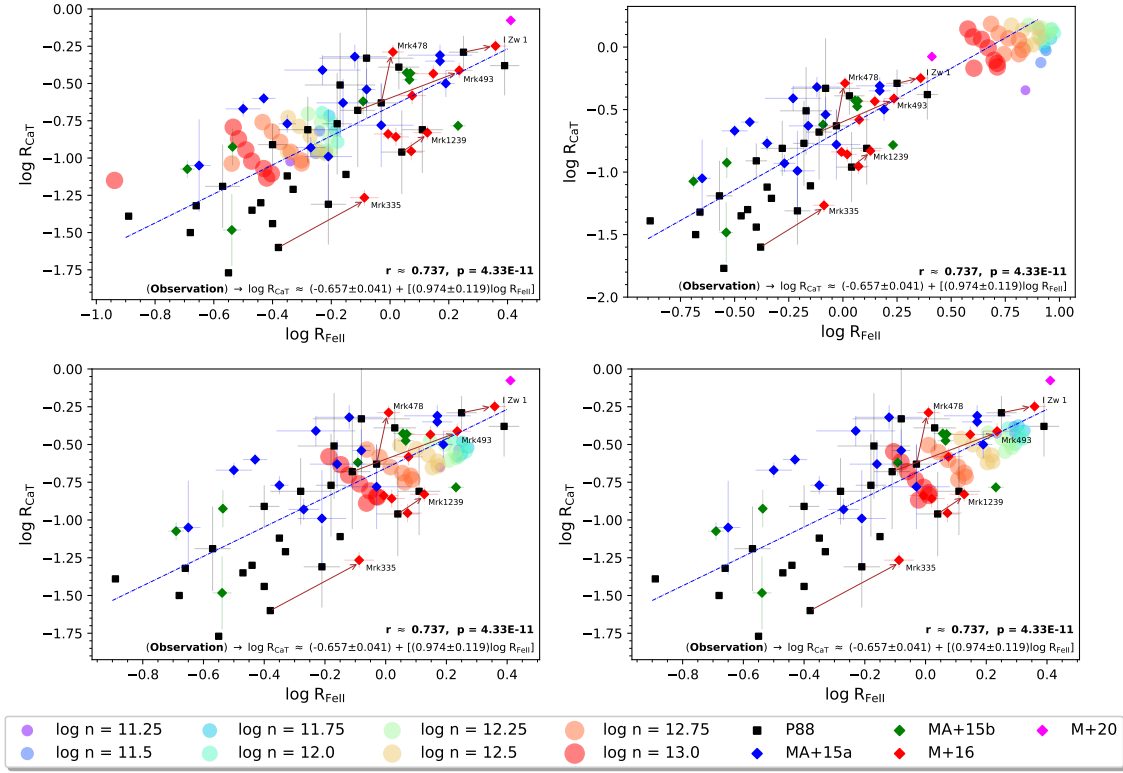 0.00
−0.25
−0.50
−0.75
−1.00
−1.25
−1.50
−1.75
log R_CaT
Mrk478
I Zw 1
Mrk493
Mrk1239
Mrk335
r ≈ 0.737, p = 4.33E-11
(Observation) → log R_CaT ≈ (-0.657±0.041) + [(0.974±0.119)log R_FeII]
−1.0 −0.8 −0.6 −0.4 −0.2 0.0 0.2 0.4
log R_FeII
0.0
−0.5
−1.0
−1.5
−2.0
log R_CaT
Mrk478
I Zw 1
Mrk493
Mrk1239
Mrk335
r ≈ 0.737, p = 4.33E-11
(Observation) → log R_CaT ≈ (-0.657±0.041) + [(0.974±0.119)log R_FeII]
−0.75 −0.50 −0.25 0.00 0.25 0.50 0.75 1.00
log R_FeII
0.00
−0.25
−0.50
−0.75
−1.00
−1.25
−1.50
−1.75
log R_CaT
Mrk478
I Zw 1
Mrk493
Mrk1239
Mrk335
r ≈ 0.737, p = 4.33E-11
(Observation) → log R_CaT ≈ (-0.657±0.041) + [(0.974±0.119)log R_FeII]
−0.8 −0.6 −0.4 −0.2 0.0 0.2 0.4
log R_FeII
0.00
−0.25
−0.50
−0.75
−1.00
−1.25
−1.50
−1.75
log R_CaT
Mrk478
I Zw 1
Mrk493
Mrk1239
Mrk335
r ≈ 0.737, p = 4.33E-11
(Observation) → log R_CaT ≈ (-0.657±0.041) + [(0.974±0.119)log R_FeII]
−0.8 −0.6 −0.4 −0.2 0.0 0.2 0.4
log R_FeII
log n = 11.25 log n = 11.75 log n = 12.25 log n = 12.75 P88 MA+15b M+20
log n = 11.5 log n = 12.0 log n = 12.5 log n = 13.0 MA+15a M+16